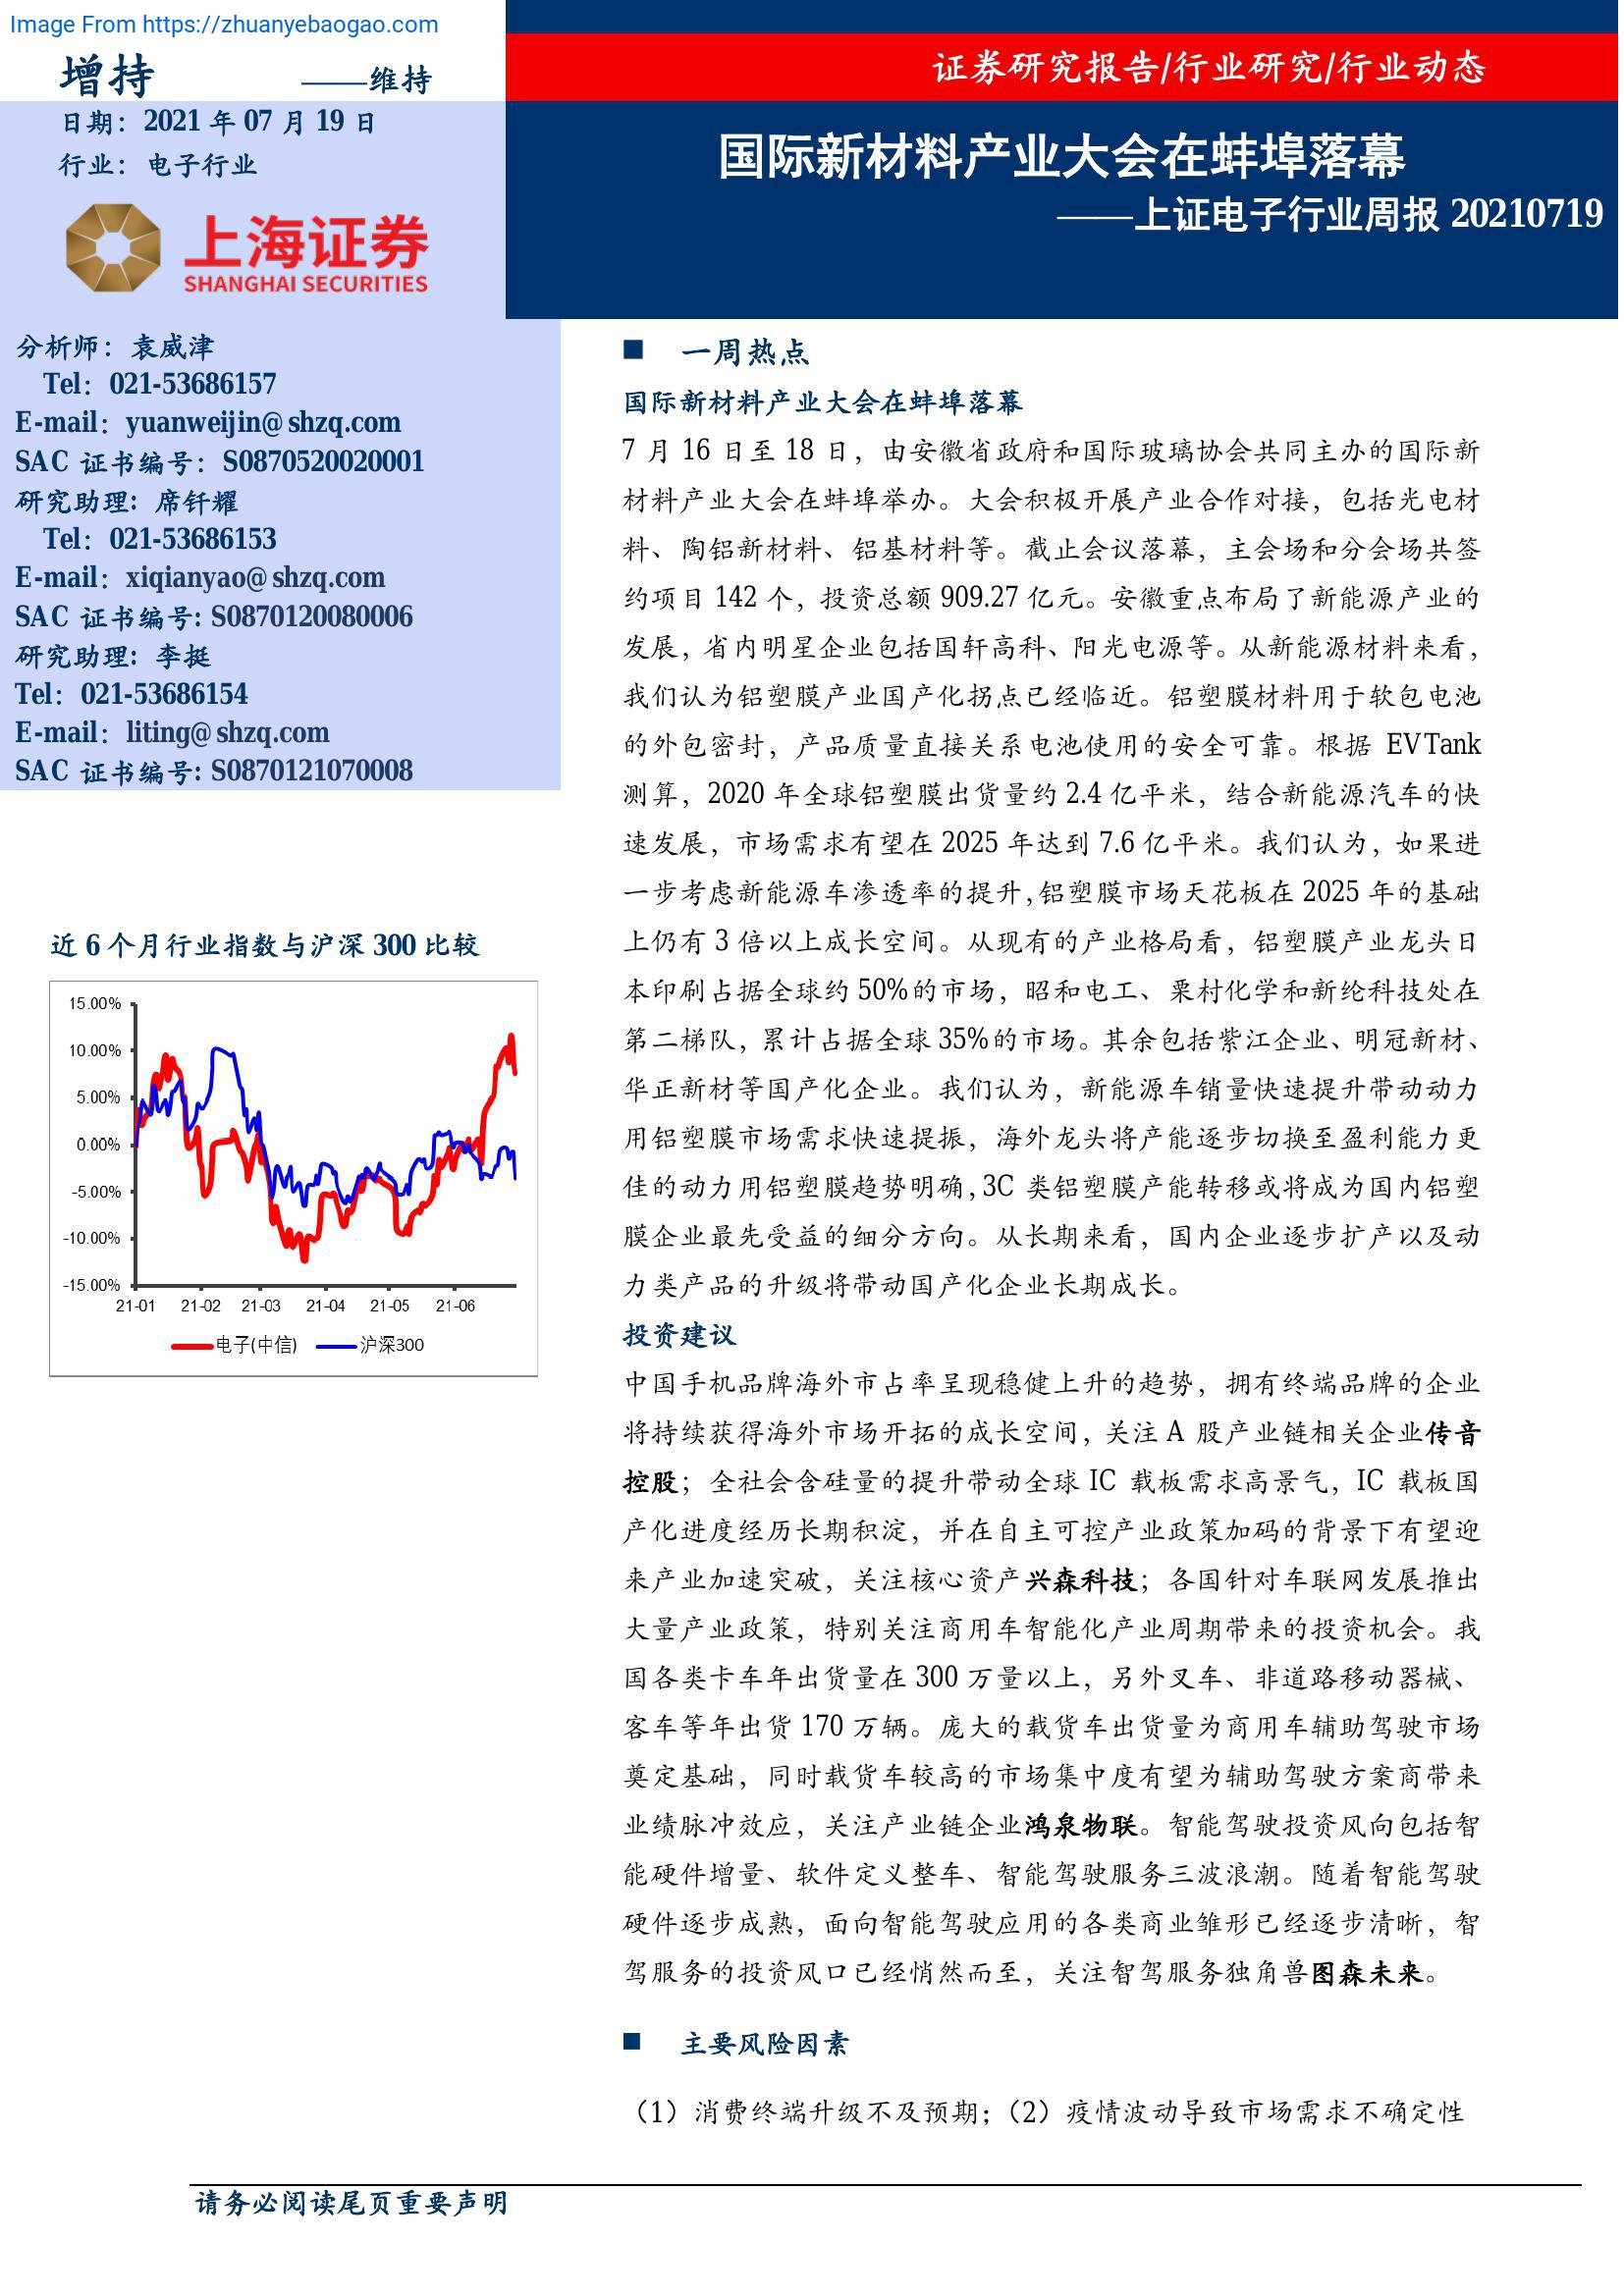 Image From https://zhuanyebaogao.com
增持 ——维持
日期：2021 年 07 月 19 日
行业：电子行业
上海证券
SHANGHAI SECURITIES
证券研究报告/行业研究/行业动态
国际新材料产业大会在蚌埠落幕
——上证电子行业周报 20210719
分析师：袁威津
Tel：021-53686157
E-mail：yuanweijin@shzq.com
SAC 证书编号：S0870520020001
研究助理：席钎耀
Tel：021-53686153
E-mail：xiqianyao@shzq.com
SAC 证书编号: S0870120080006
研究助理：李挺
Tel：021-53686154
E-mail：liting@shzq.com
SAC 证书编号: S0870121070008
近 6 个月行业指数与沪深 300 比较
15.00%
10.00%
5.00%
0.00%
-5.00%
-10.00%
-15.00%
21-01 21-02 21-03 21-04 21-05 21-06
电子(中信) 沪深300
■ 一周热点
国际新材料产业大会在蚌埠落幕
7 月 16 日至 18 日，由安徽省政府和国际玻璃协会共同主办的国际新
材料产业大会在蚌埠举办。大会积极开展产业合作对接，包括光电材
料、陶铝新材料、铝基材料等。截止会议落幕，主会场和分会场共签
约项目 142 个，投资总额 909.27 亿元。安徽重点布局了新能源产业的
发展，省内明星企业包括国轩高科、阳光电源等。从新能源材料来看，
我们认为铝塑膜产业国产化拐点已经临近。铝塑膜材料用于软包电池
的外包密封，产品质量直接关系电池使用的安全可靠。根据 EVTank
测算，2020 年全球铝塑膜出货量约 2.4 亿平米，结合新能源汽车的快
速发展，市场需求有望在 2025 年达到 7.6 亿平米。我们认为，如果进
一步考虑新能源车渗透率的提升，铝塑膜市场天花板在 2025 年的基础
上仍有 3 倍以上成长空间。从现有的产业格局看，铝塑膜产业龙头日
本印刷占据全球约 50%的市场，昭和电工、栗村化学和新纶科技处在
第二梯队，累计占据全球 35%的市场。其余包括紫江企业、明冠新材、
华正新材等国产化企业。我们认为，新能源车销量快速提升带动动力
用铝塑膜市场需求快速提振，海外龙头将产能逐步切换至盈利能力更
佳的动力用铝塑膜趋势明确，3C 类铝塑膜产能转移或将成为国内铝塑
膜企业最先受益的细分方向。从长期来看，国内企业逐步扩产以及动
力类产品的升级将带动国产化企业长期成长。
投资建议
中国手机品牌海外市占率呈现稳健上升的趋势，拥有终端品牌的企业
将持续获得海外市场开拓的成长空间，关注 A 股产业链相关企业传音
控股；全社会含硅量的提升带动全球 IC 载板需求高景气，IC 载板国
产化进度经历长期积淀，并在自主可控产业政策加码的背景下有望迎
来产业加速突破，关注核心资产兴森科技；各国针对车联网发展推出
大量产业政策，特别关注商用车智能化产业周期带来的投资机会。我
国各类卡车年出货量在 300 万量以上，另外叉车、非道路移动器械、
客车等年出货 170 万辆。庞大的载货车出货量为商用车辅助驾驶市场
奠定基础，同时载货车较高的市场集中度有望为辅助驾驶方案商带来
业绩脉冲效应，关注产业链企业鸿泉物联。智能驾驶投资风向包括智
能硬件增量、软件定义整车、智能驾驶服务三波浪潮。随着智能驾驶
硬件逐步成熟，面向智能驾驶应用的各类商业雏形已经逐步清晰，智
驾服务的投资风口已经悄然而至，关注智驾服务独角兽图森未来。
■ 主要风险因素
（1）消费终端升级不及预期；（2）疫情波动导致市场需求不确定性
请务必阅读尾页重要声明